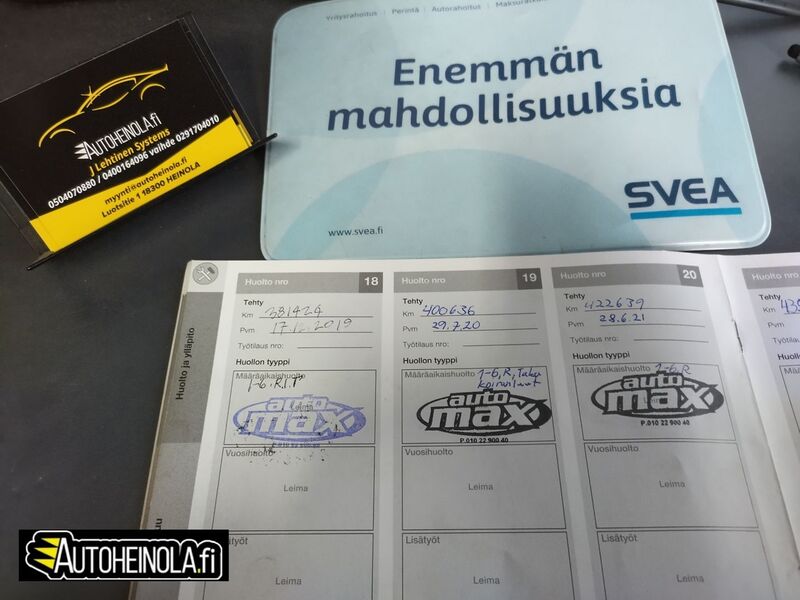 Yritysrahoitus | Perintä | Autorahoitus |
Enemmän
mahdollisuuksia
SVEA
www.svea.fi
AUTOHEINOLA.fi
J Lehtinen Systems
0504070880 / 0400164096 vaihde 0291704010
myynti@autoheinola.fi
Luotsitie 1 18300 HEINOLA
Huolto ja ylläpito
Huolto nro 18
Tehty
Km 381424
Pvm 2019
Työtilaus nro:
Huollon tyyppi
Määräaikaishuolto
1-6, R.I.P
Leima
auto
max
Vuosihuolto
Leima
Leima
Huolto nro 19
Tehty
Km 400636
Pvm 29.7.20
Työtilaus nro:
Huollon tyyppi
Määräaikaishuolto 1-6, R,
auto
max
P.010 22 900 40
Vuosihuolto
Leima
Lisätyöt
Leima
Huolto nro 20
Tehty
Km 422639
Pvm 28.6.21
Työtilaus nro:
Huollon tyyppi
Määräaikaishuolto 1-6, R
auto
max
P.010 22 900 40
Vuosihuolto
Leima
Lisätyöt
Leima
Huolto nro
Tehty
Km
Pvm
AUTOHEINOLA.fi